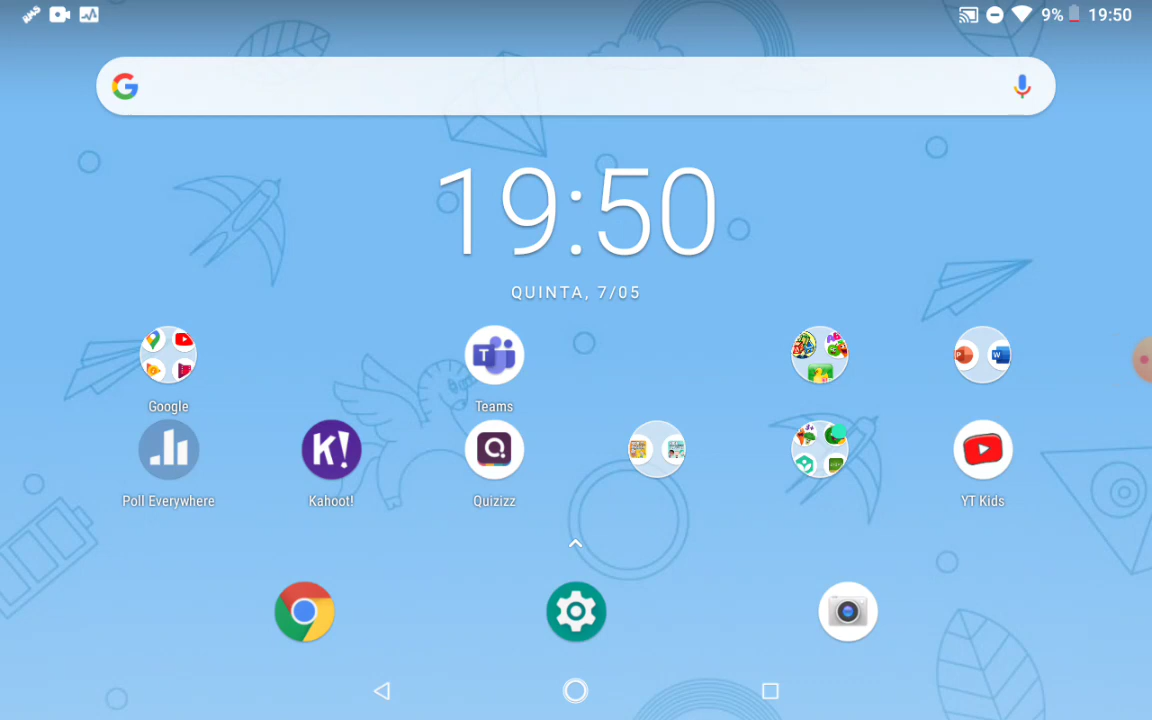 9% 19:50
19:50
QUINTA, 7/05
Google
Teams
Poll Everywhere
Kahoot!
Quizizz
YT Kids